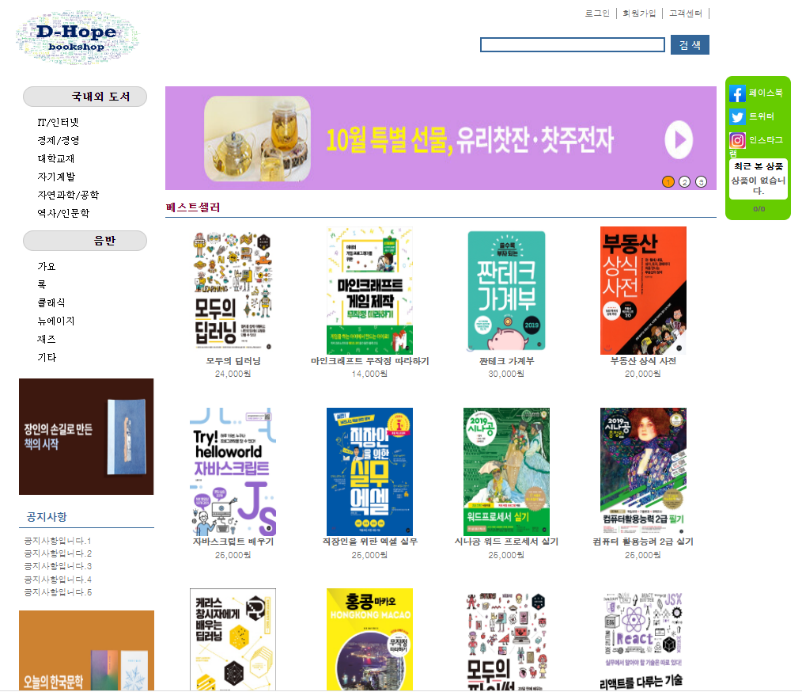 로그인 | 회원가입 | 고객센터 |
D-Hope
bookshop
검 색
국내외 도서
IT/인터넷
경제/경영
대학교재
자기계발
자연과학/공학
역사/인문학
음반
가요
록
클래식
뉴에이지
재즈
기타
장인의 손길로 만든
책의 시작
공지사항
공지사항입니다.1
공지사항입니다.2
공지사항입니다.3
공지사항입니다.4
공지사항입니다.5
오늘의 한국문학
10월 특별 선물, 유리찻잔·찻주전자
1 2 3
베스트셀러
모두의
딥러닝
모두의 딥러닝
24,000원
마인크래프트
게임 제작
무작정 따라하기
마인크래프트 무작정 따라하기
14,000원
짠테크
가계부
2019
짠테크 가계부
30,000원
부동산
상식
사전
부동산 상식 사전
20,000원
Try!
helloworld
자바스크립트
JS
자바스크립트 배우기
25,000원
직장인
을 위한
실무
엑셀
직장인을 위한 엑셀 실무
25,000원
2019
시나공
워드프로세서 실기
시나공 워드 프로세서 실기
25,000원
2019
시나공
컴퓨터활용능력 2급 필기
컴퓨터 활용능력 2급 실기
25,000원
케라스
창시자에게
배우는
딥러닝
홍콩 마카오
HONGKONG MACAO
무작정
따라하기
모두의
파이썬
JSX
React
리액트를 다루는 기술
페이스북
트위터
인스타그
램
최근 본 상품
상품이 없습니
다.
0/0